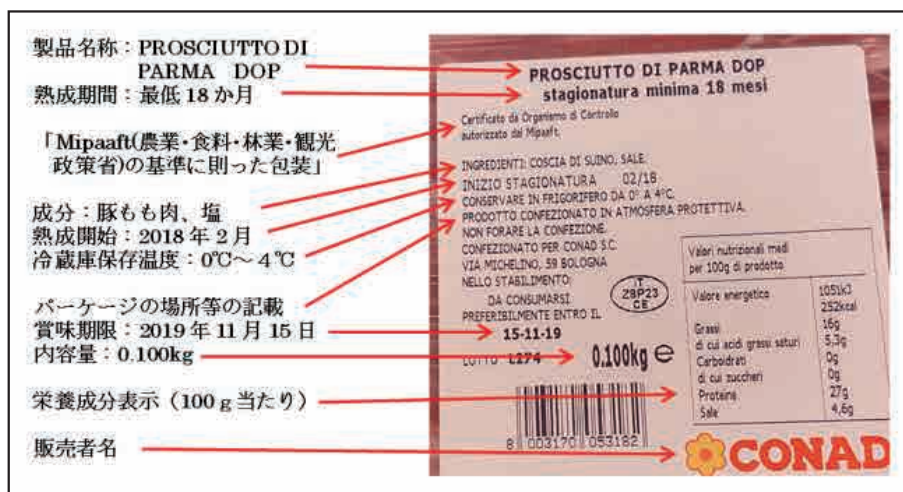 製品名称：PROSCIUTTO DI
PARMA DOP
熟成期間：最低 18 か月
「Mipaaft(農業・食料・林業・観光
政策省)の基準に則った包装」
成分：豚もも肉、塩
熟成開始：2018 年 2 月
冷蔵庫保存温度：0℃～4℃
パーケージの場所等の記載
賞味期限：2019 年 11 月 15 日
内容量：0.100kg
栄養成分表示（100ｇ当たり）
販売者名
PROSCIUTTO DI PARMA DOP
stagionatura minima 18 mesi
Certificato da Organismo di Controllo
autorizzato dal Mipaaft.
INGREDIENTI: COSCIA DI SUINO, SALE.
INIZIO STAGIONATURA 02/18
CONSERVARE IN FRIGORIFERO DA 0° A 4°C.
PRODOTTO CONFEZIONATO IN ATMOSFERA PROTETTIVA.
NON FORARE LA CONFEZIONE.
CONFEZIONATO PER CONAD S.C.
VIA MICHELINO, 59 BOLOGNA
NELLO STABILIMENTO:
IT
Z8P23
CE
DA CONSUMARSI
PREFERIBILMENTE ENTRO IL
15-11-19
LOTTO L274 0.100kg e
8 003170 053182
Valori nutrizionali medi
per 100g di prodotto
Valore energetico 1051kJ
252kcal
Grassi 16g
di cui acidi grassi saturi 5,3g
Carboidrati 0g
di cui zuccheri 0g
Proteine 27g
Sale 4,6g
CONAD